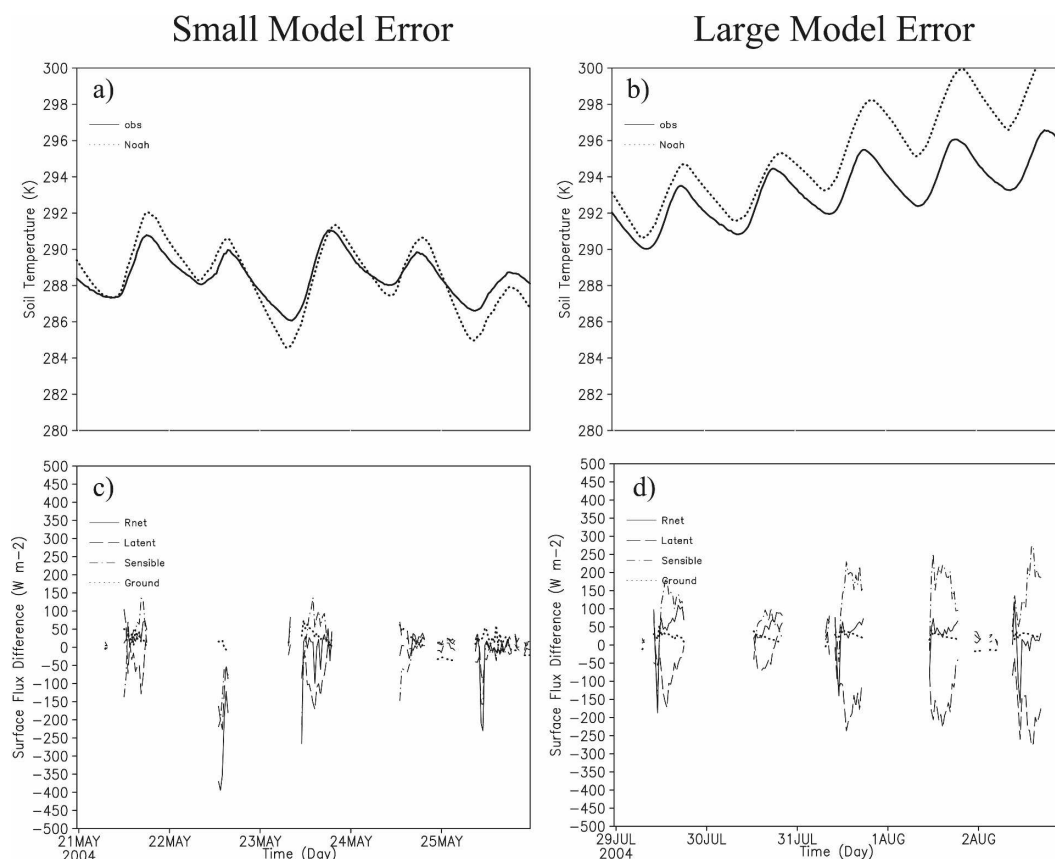 Small Model Error
Large Model Error
a)
obs
Noah
Soil Temperature (K)
300
298
296
294
292
290
288
286
284
282
280
b)
obs
Noah
Soil Temperature (K)
300
298
296
294
292
290
288
286
284
282
280
c)
Rnet
Latent
Sensible
Ground
Surface Flux Difference (W m-2)
500
450
400
350
300
250
200
150
100
50
0
-50
-100
-150
-200
-250
-300
-350
-400
-450
-500
21MAY
2004
22MAY
23MAY
24MAY
25MAY
Time (Day)
d)
Rnet
Latent
Sensible
Ground
Surface Flux Difference (W m-2)
500
450
400
350
300
250
200
150
100
50
0
-50
-100
-150
-200
-250
-300
-350
-400
-450
-500
29JUL
2004
30JUL
31JUL
1AUG
2AUG
Time (Day)